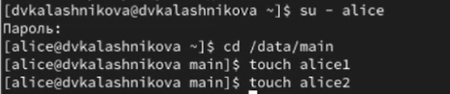 [dvkalashnikova@dvkalashnikova ~]$ su - alice
Пароль:
[alice@dvkalashnikova ~]$ cd /data/main
[alice@dvkalashnikova main]$ touch alice1
[alice@dvkalashnikova main]$ touch alice2